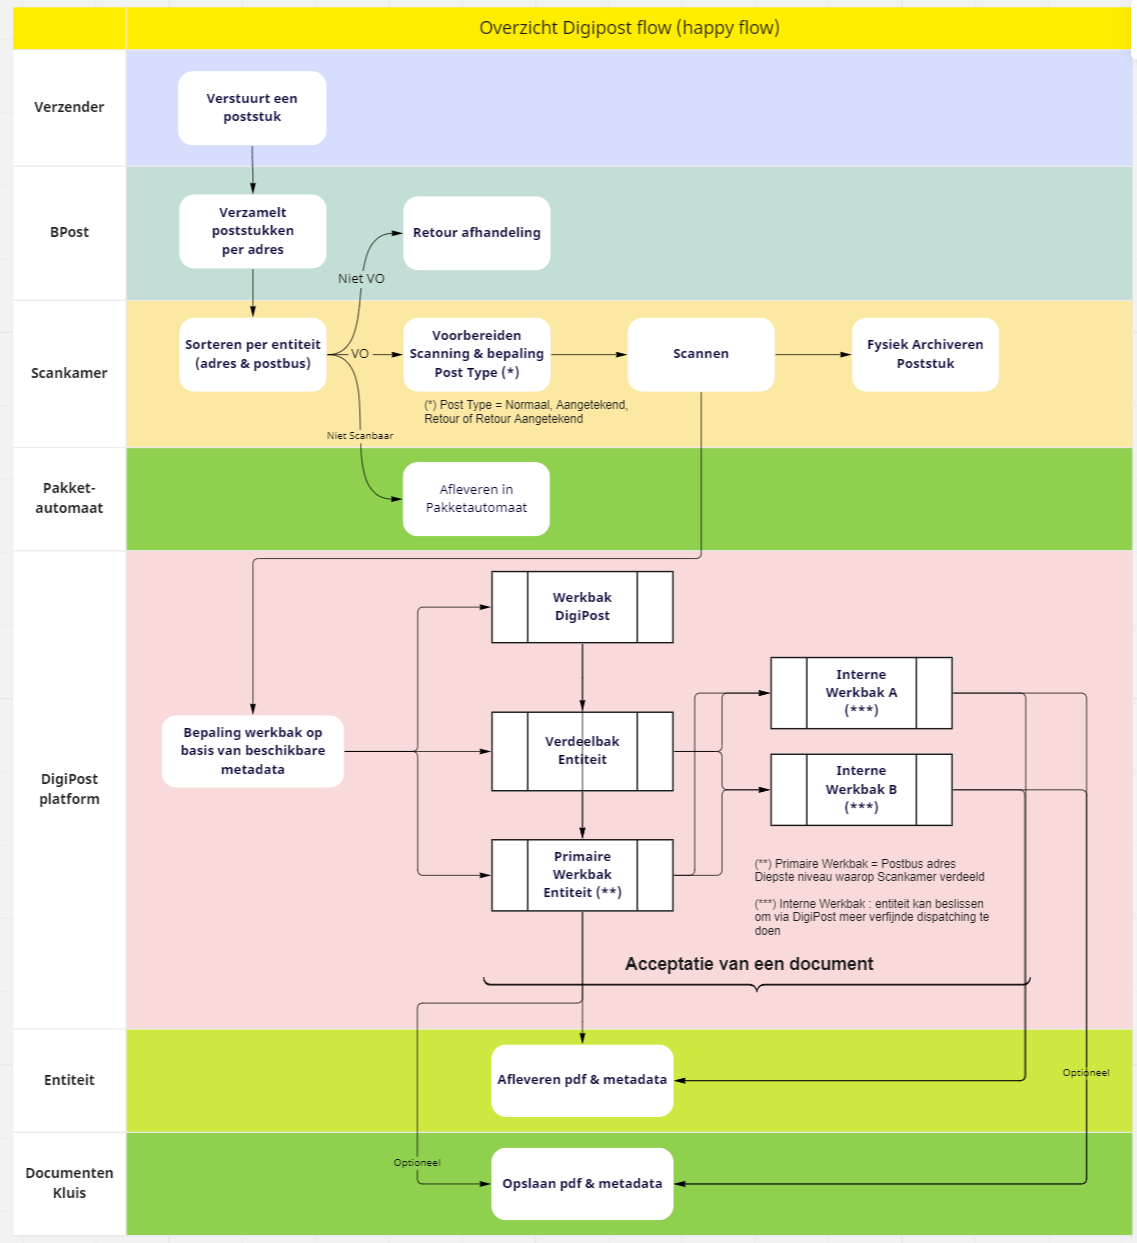 Overzicht Digipost flow (happy flow)
Verzender
Verstuurt een
poststuk
BPost
Verzamelt
poststukken
per adres
Retour afhandeling
Niet VO
Scankamer
Sorteren per entiteit
(adres & postbus)
VO
Voorbereiden
Scanning & bepaling
Post Type (*)
Scannen
Fysiek Archiveren
Poststuk
(*) Post Type = Normaal, Aangetekend,
Retour of Retour Aangetekend
Niet Scanbaar
Pakket-
automaat
Afleveren in
Pakketautomaat
DigiPost
platform
Bepaling werkbak op
basis van beschikbare
metadata
Werkbak
DigiPost
Verdeelbak
Entiteit
Primaire
Werkbak
Entiteit (**)
Interne
Werkbak A
(***)
Interne
Werkbak B
(***)
(**) Primaire Werkbak = Postbus adres
Diepste niveau waarop Scankamer verdeeld
(***) Interne Werkbak : entiteit kan beslissen
om via DigiPost meer verfijnde dispatching te
doen
Acceptatie van een document
Entiteit
Afleveren pdf & metadata
Optioneel
Documenten
Kluis
Optioneel
Opslaan pdf & metadata